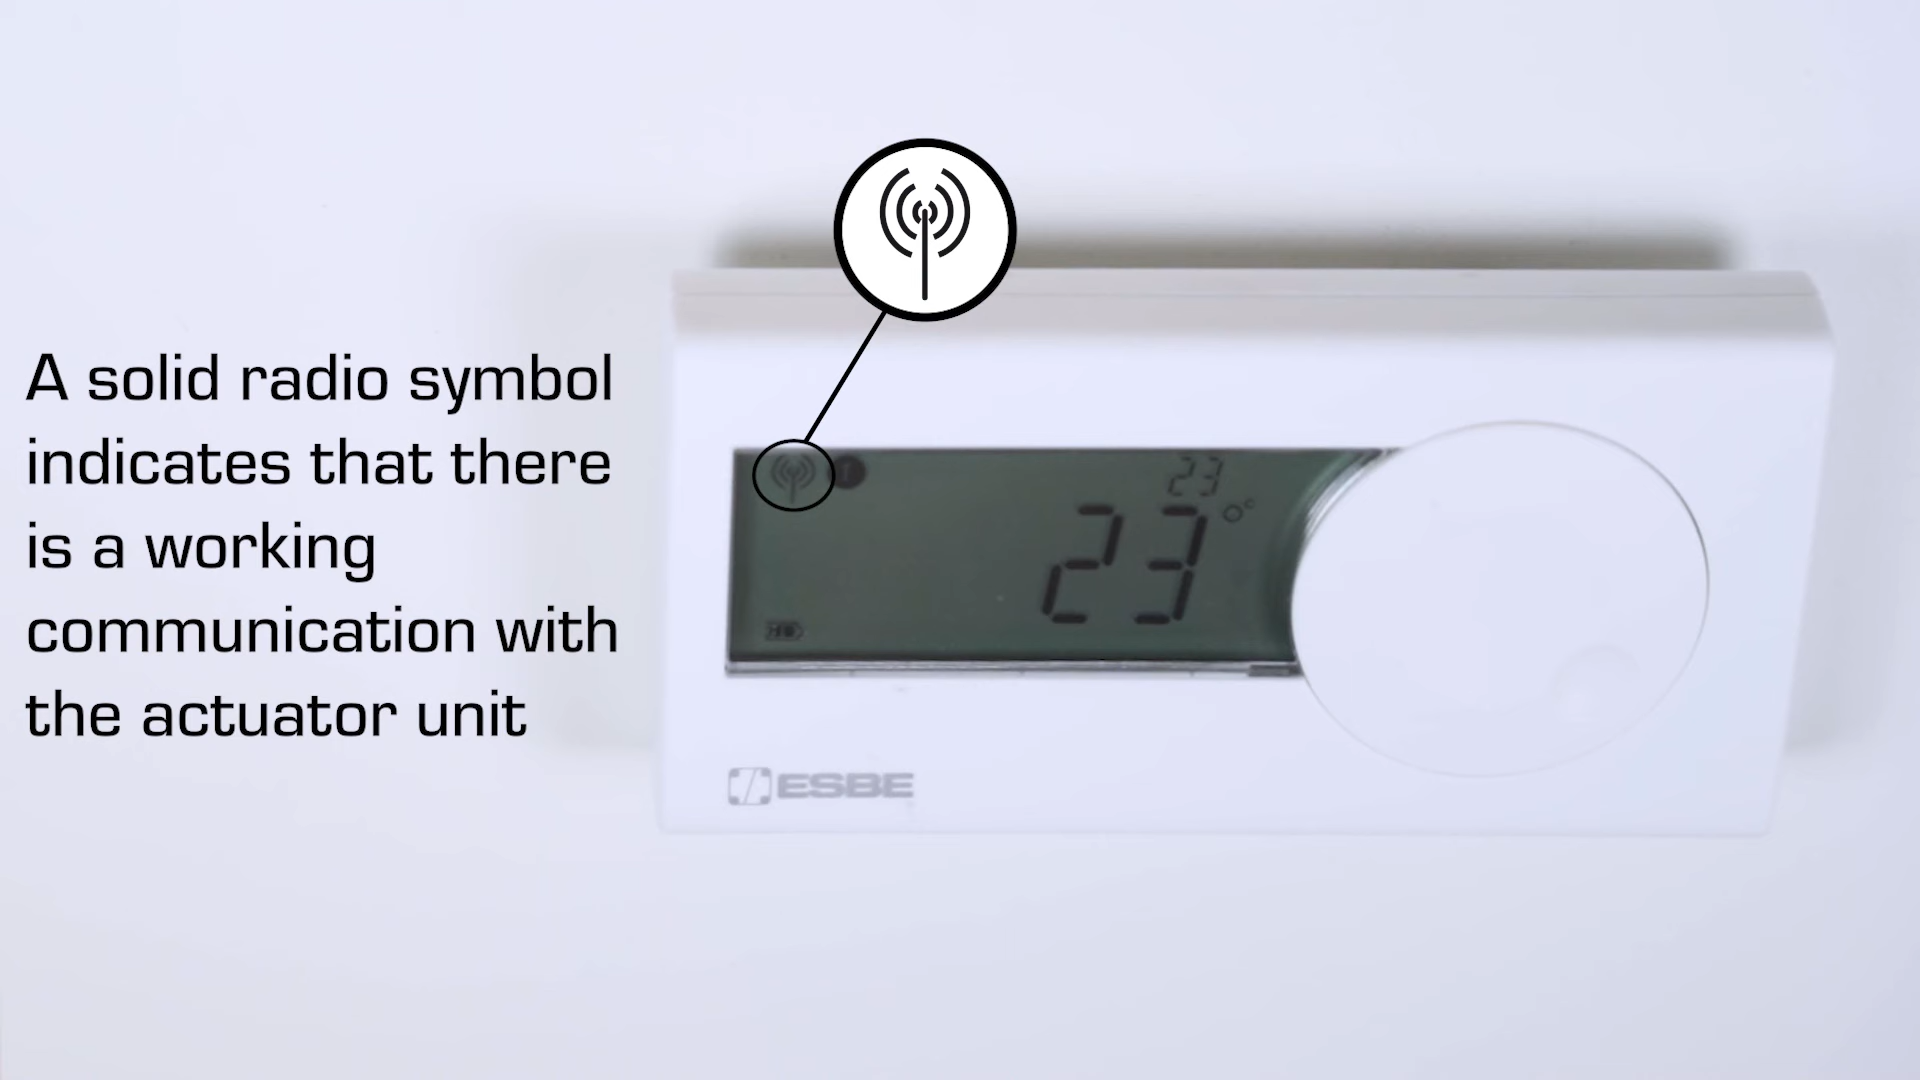 A solid radio symbol
indicates that there
is a working
communication with
the actuator unit
23
23 °c
ESBE